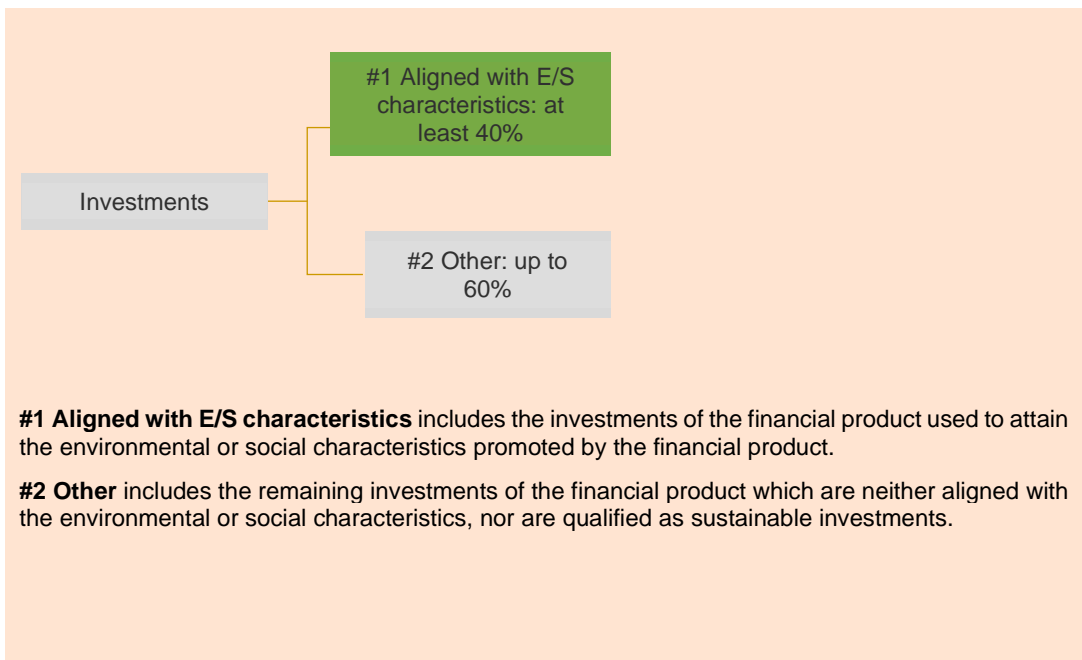 #1 Aligned with E/S
characteristics: at
least 40%
Investments
#2 Other: up to
60%
#1 Aligned with E/S characteristics includes the investments of the financial product used to attain
the environmental or social characteristics promoted by the financial product.
#2 Other includes the remaining investments of the financial product which are neither aligned with
the environmental or social characteristics, nor are qualified as sustainable investments.